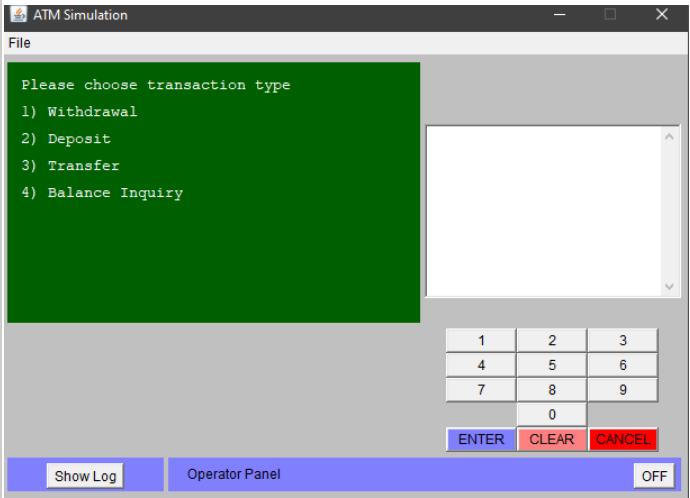 ATM Simulation
File
Please choose transaction type
1) Withdrawal
2) Deposit
3) Transfer
4) Balance Inquiry
1 2 3
4 5 6
7 8 9
0
ENTER CLEAR CANCEL
Show Log Operator Panel OFF